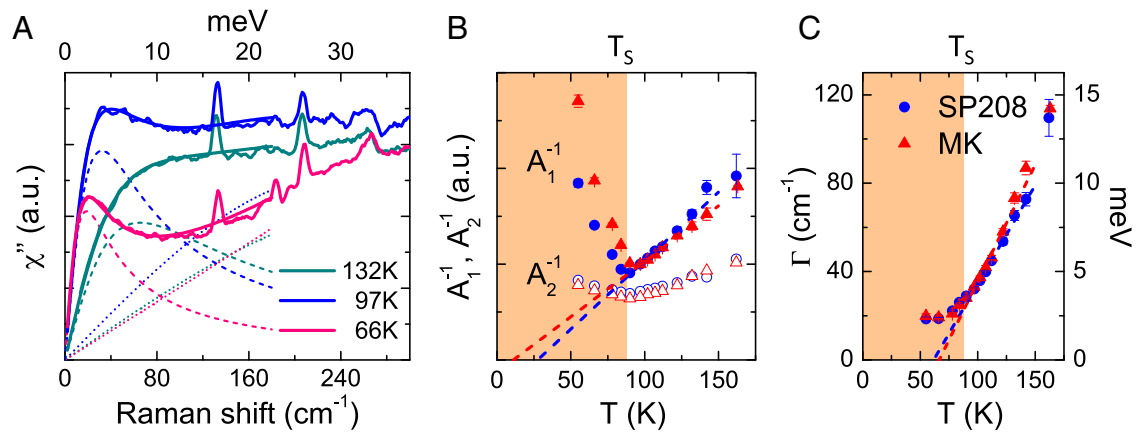 A
meV
0 10 20 30
χ’’ (a.u.)
132K
97K
66K
0 80 160 240
Raman shift (cm-1)
B
TS
A1-1, A2-1 (a.u.)
A1-1
A2-1
0 50 100 150
T (K)
C
TS
Γ (cm-1)
120
80
40
0
SP208
MK
15
10
5
0
meV
0 50 100 150
T (K)